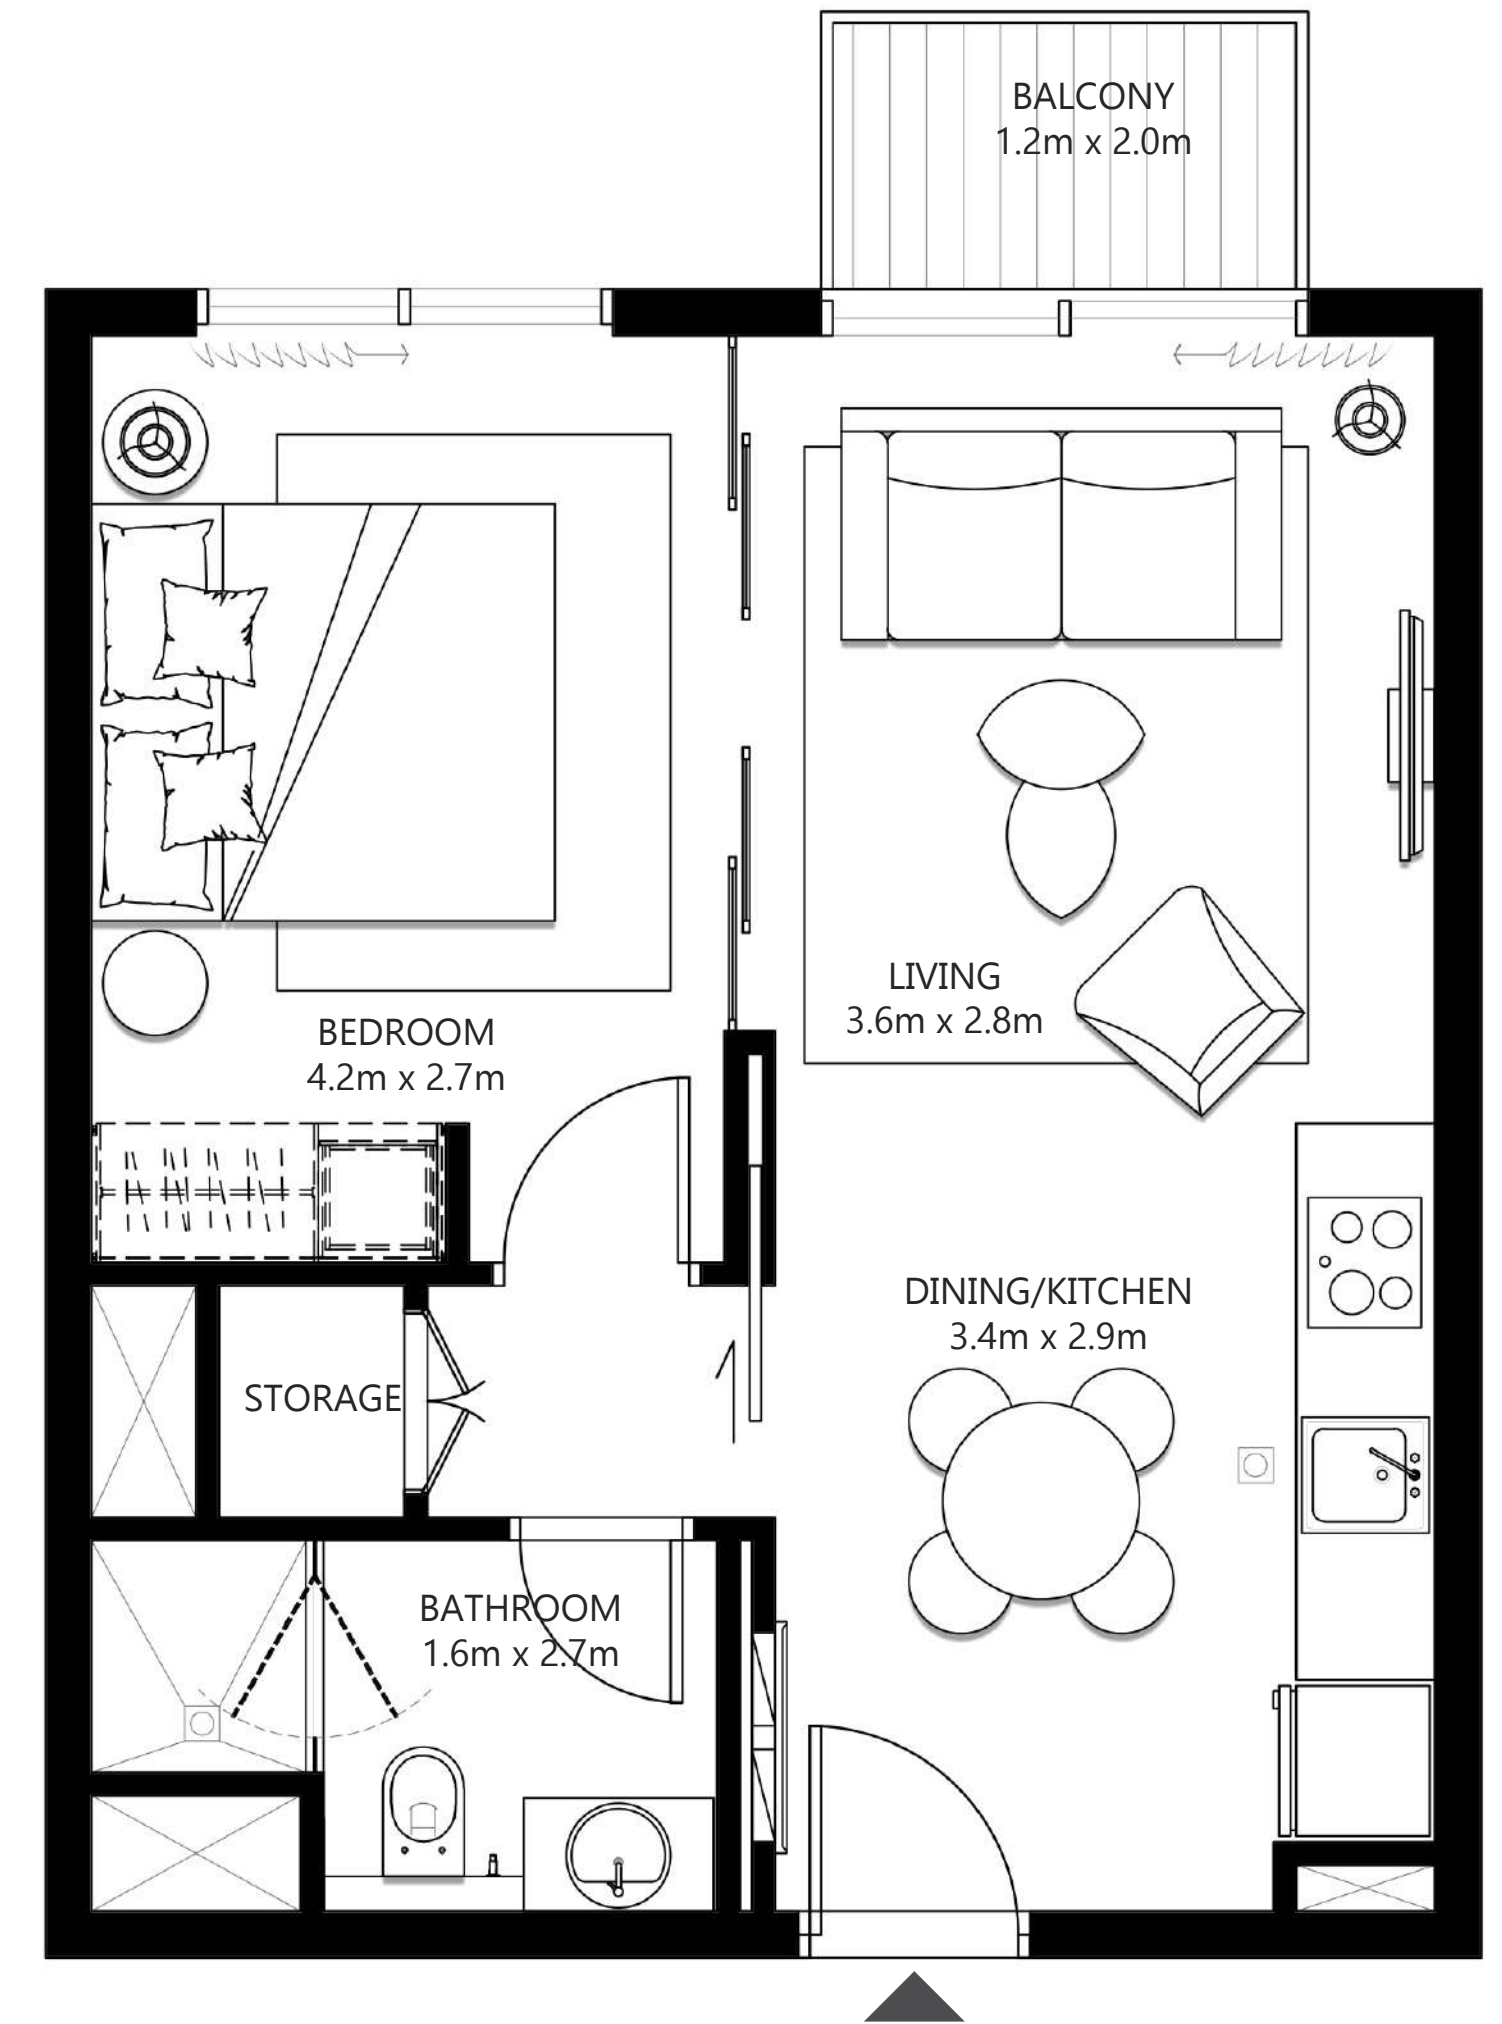 BALCONY
1.2m x 2.0m
LIVING
3.6m x 2.8m
BEDROOM
4.2m x 2.7m
DINING/KITCHEN
3.4m x 2.9m
STORAGE
BATHROOM
1.6m x 2.7m